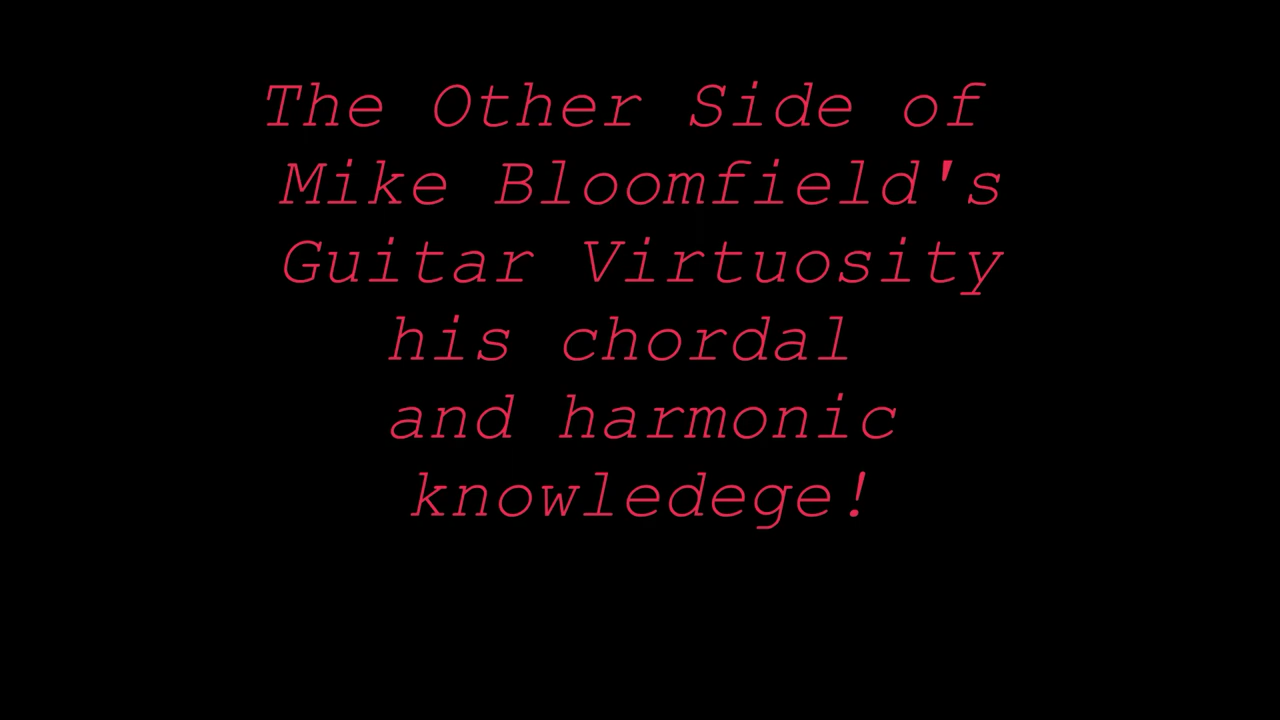 The Other Side of
Mike Bloomfield's
Guitar Virtuosity
his chordal
and harmonic
knowledege!